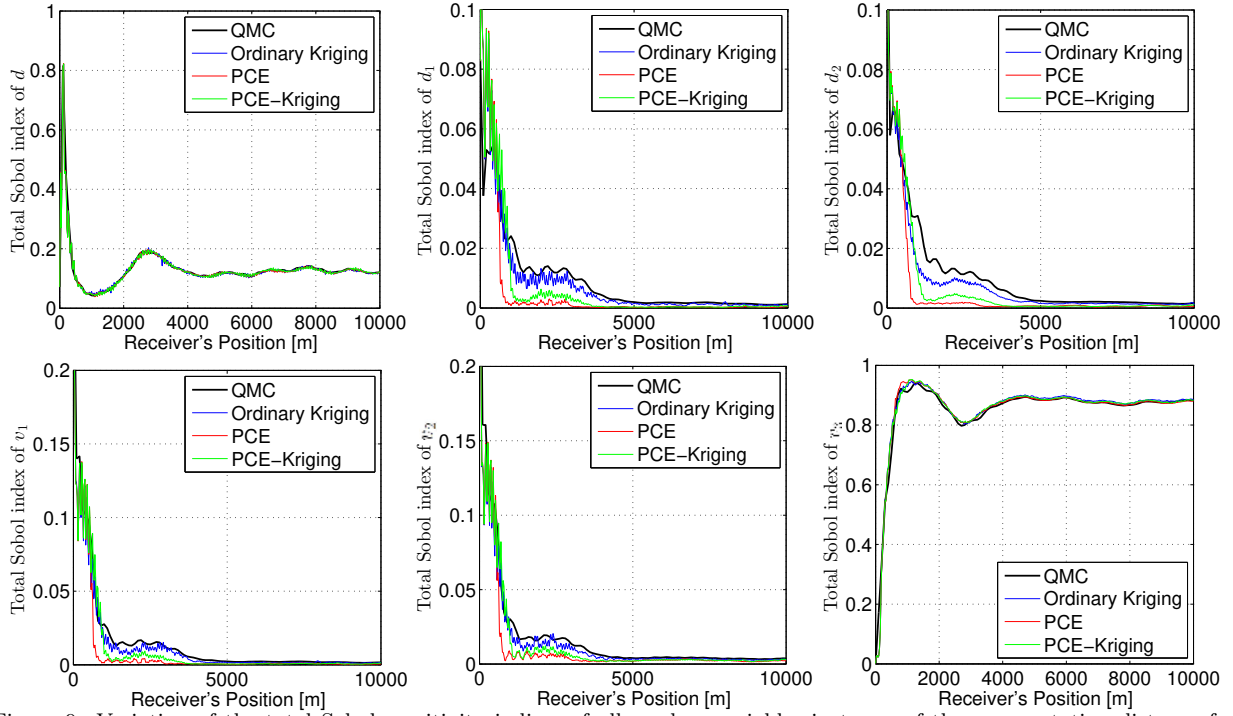 Total Sobol index of d
1
0.8
0.6
0.4
0.2
0
0 2000 4000 6000 8000 10000
Receiver's Position [m]
QMC
Ordinary Kriging
PCE
PCE−Kriging
Total Sobol index of d1
0.1
0.08
0.06
0.04
0.02
0
0 5000 10000
Receiver's Position [m]
QMC
Ordinary Kriging
PCE
PCE−Kriging
Total Sobol index of d2
0.1
0.08
0.06
0.04
0.02
0
0 5000 10000
Receiver's Position [m]
QMC
Ordinary Kriging
PCE
PCE−Kriging
Total Sobol index of v1
0.2
0.15
0.1
0.05
0
0 5000 10000
Receiver's Position [m]
QMC
Ordinary Kriging
PCE
PCE−Kriging
Total Sobol index of v2
0.2
0.15
0.1
0.05
0
0 5000 10000
Receiver's Position [m]
QMC
Ordinary Kriging
PCE
PCE−Kriging
Total Sobol index of
1
0.8
0.6
0.4
0.2
0
0 2000 4000 6000 8000 10000
Receiver's Position [m]
QMC
Ordinary Kriging
PCE
PCE−Kriging